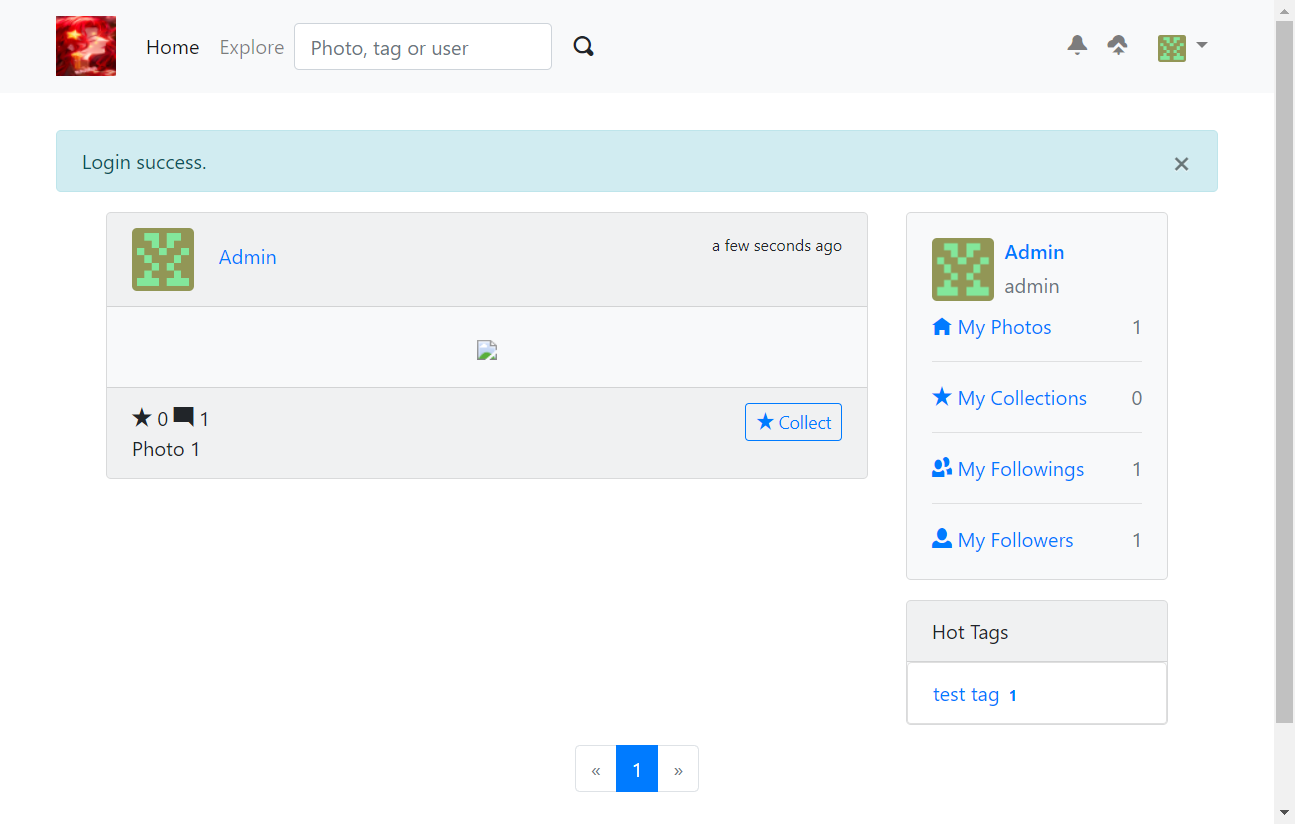 Home Explore Photo, tag or user
Login success. ×
Admin a few seconds ago
0 1
Collect
Photo 1
Admin
admin
My Photos 1
My Collections 0
My Followings 1
My Followers 1
Hot Tags
test tag 1
« 1 »